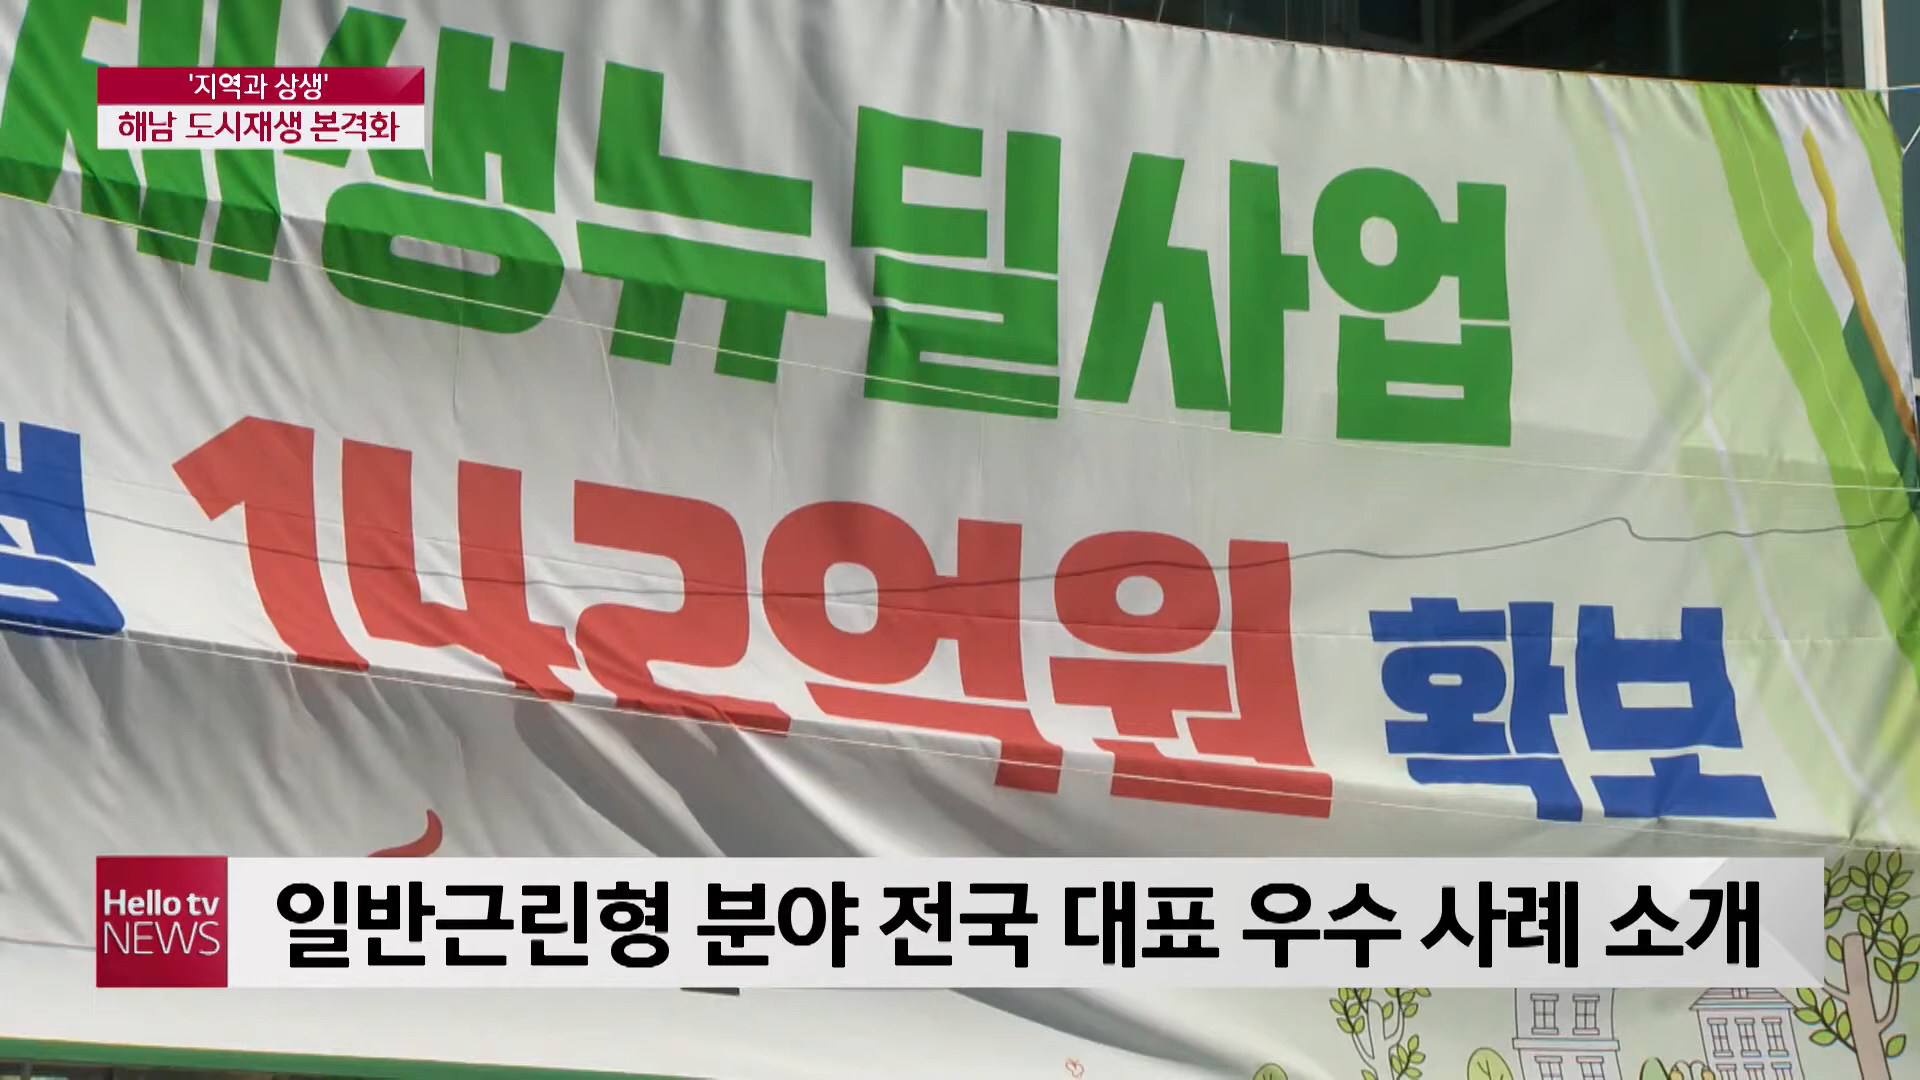 '지역과 상생'
해남 도시재생 본격화
재생뉴딜사업
142억원 확보
Hello tv
NEWS
일반근린형 분야 전국 대표 우수 사례 소개